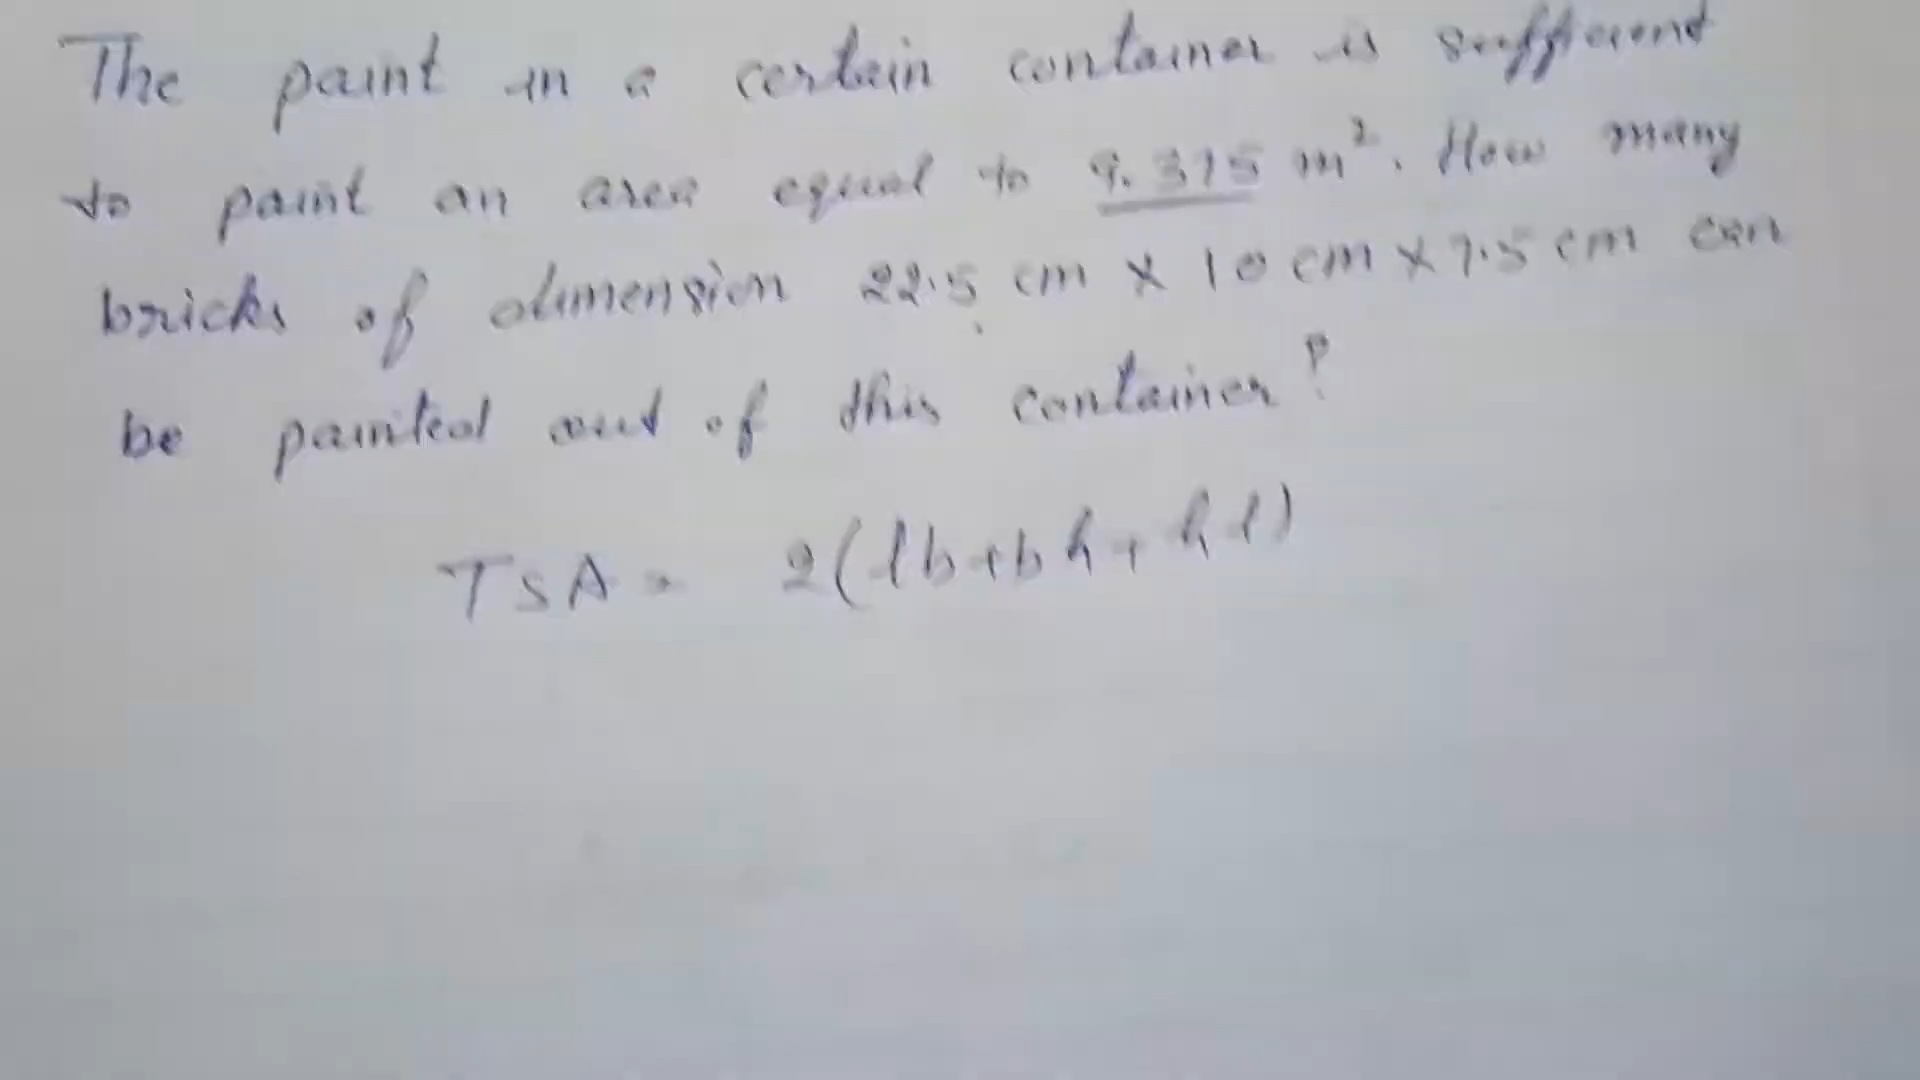 The paint in a certain container is sufficient
to paint an area equal to 9.375 m². How many
bricks of dimension 22.5 cm x 10 cm x 7.5 cm can
be painted out of this container?
TSA = 2(lb+bh+hl)